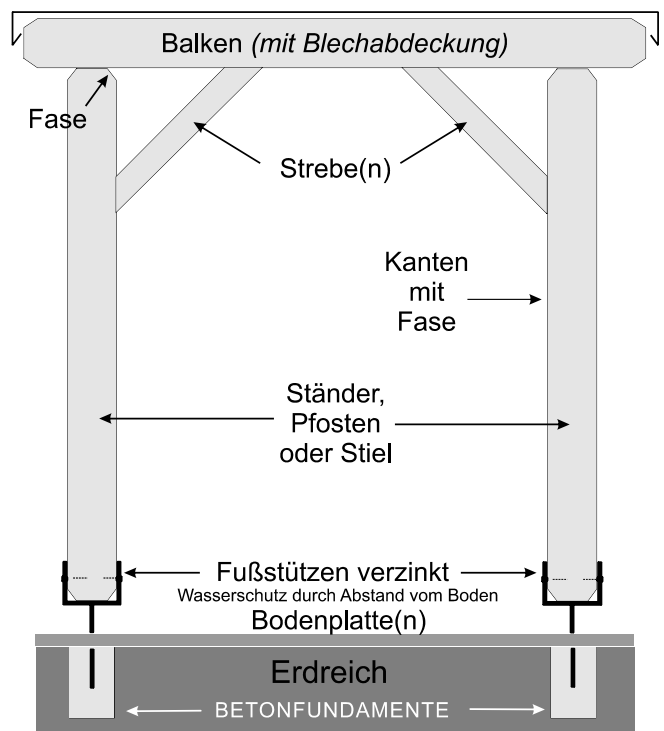 Balken (mit Blechabdeckung)
Fase
Strebe(n)
Kanten
mit
Fase
Ständer,
Pfosten
oder Stiel
Fußstützen verzinkt
Wasserschutz durch Abstand vom Boden
Bodenplatte(n)
Erdreich
BETONFUNDAMENTE